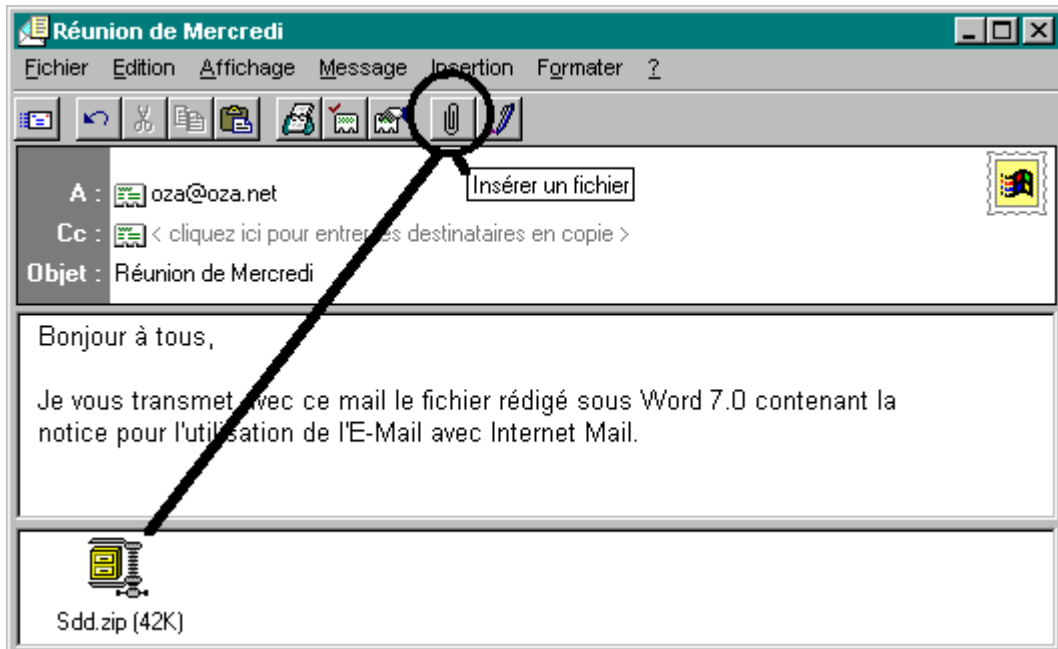 Réunion de Mercredi
Fichier Edition Affichage Message Insertion Formater ?
Insérer un fichier
A : oza@oza.net
Cc : < cliquez ici pour entrer des destinataires en copie >
Objet : Réunion de Mercredi
Bonjour à tous,
Je vous transmet avec ce mail le fichier rédigé sous Word 7.0 contenant la
notice pour l'utilisation de l'E-Mail avec Internet Mail.
Sdd.zip (42K)